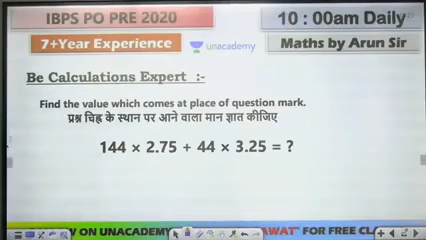 IBPS PO PRE 2020
10 : 00am Daily
7+Year Experience
unacademy
Maths by Arun Sir
Be Calculations Expert :-
Find the value which comes at place of question mark.
प्रश्न चिह्न के स्थान पर आने वाला मान ज्ञात कीजिए
144 × 2.75 + 44 × 3.25 = ?
W ON UNACADEMY
AWAT" FOR FREE CLA